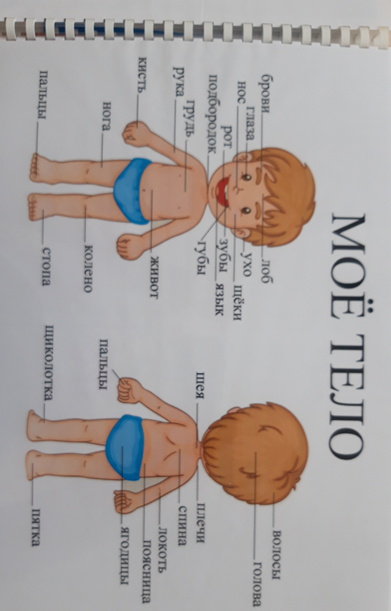 МОЁ ТЕЛО
брови
глаза
нос
рот
подбородок
грудь
рука
кисть
нога
пальцы
лоб
ухо
щёки
язык
зубы
губы
живот
колено
стопа
волосы
голова
шея
плечи
спина
локоть
поясница
ягодицы
пальцы
щиколотка
пятка